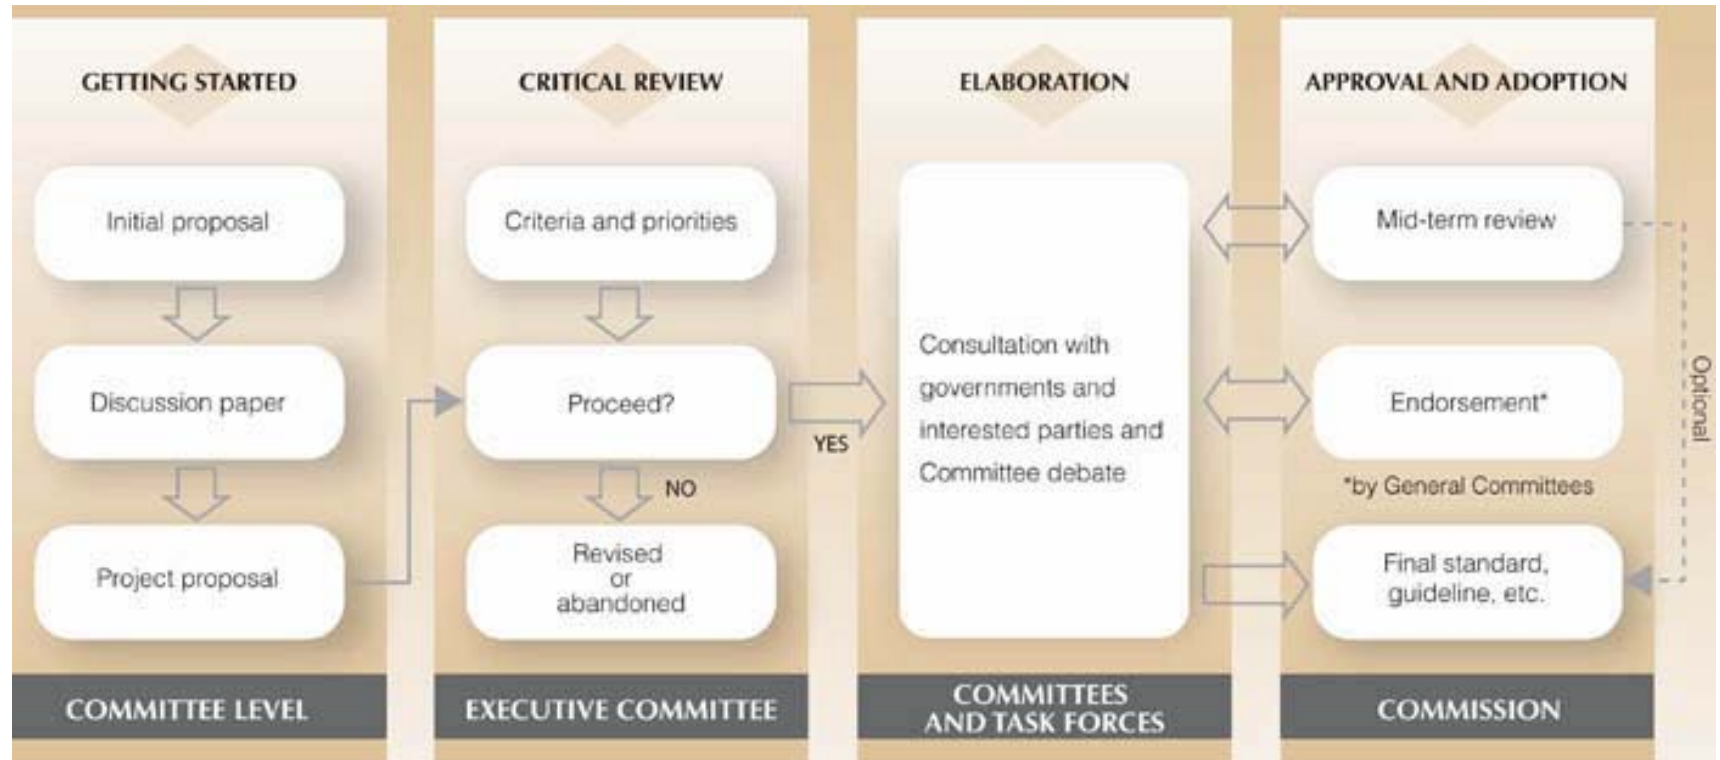 GETTING STARTED
Initial proposal
Discussion paper
Project proposal
COMMITTEE LEVEL
CRITICAL REVIEW
Criteria and priorities
Proceed?
YES
NO
Revised
or
abandoned
EXECUTIVE COMMITTEE
ELABORATION
Consultation with
governments and
interested parties and
Committee debate
COMMITTEES
AND TASK FORCES
APPROVAL AND ADOPTION
Mid-term review
Endorsement*
*by General Committees
Final standard,
guideline, etc.
Optional
COMMISSION